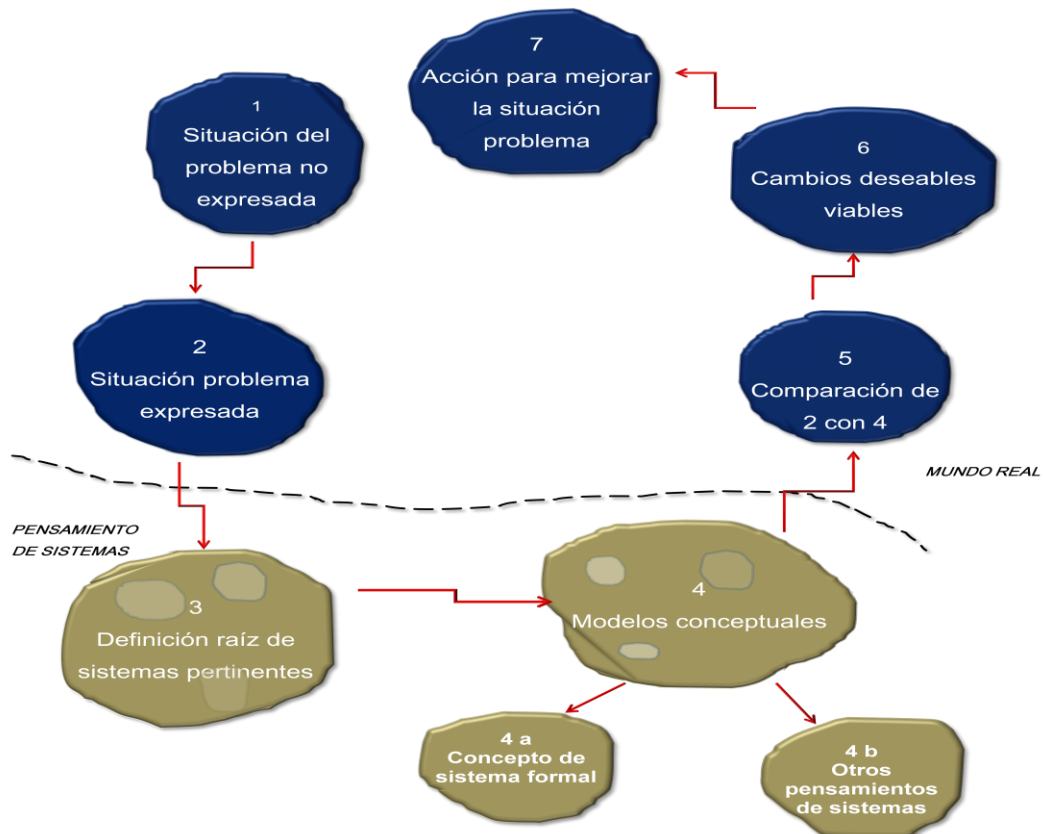 1
Situación del
problema no
expresada
2
Situación problema
expresada
PENSAMIENTO
DE SISTEMAS
3
Definición raíz de
sistemas pertinentes
4
Modelos conceptuales
4 a
Concepto de
sistema formal
4 b
Otros
pensamientos
de sistemas
MUNDO REAL
5
Comparación de
2 con 4
6
Cambios deseables
viables
7
Acción para mejorar
la situación
problema